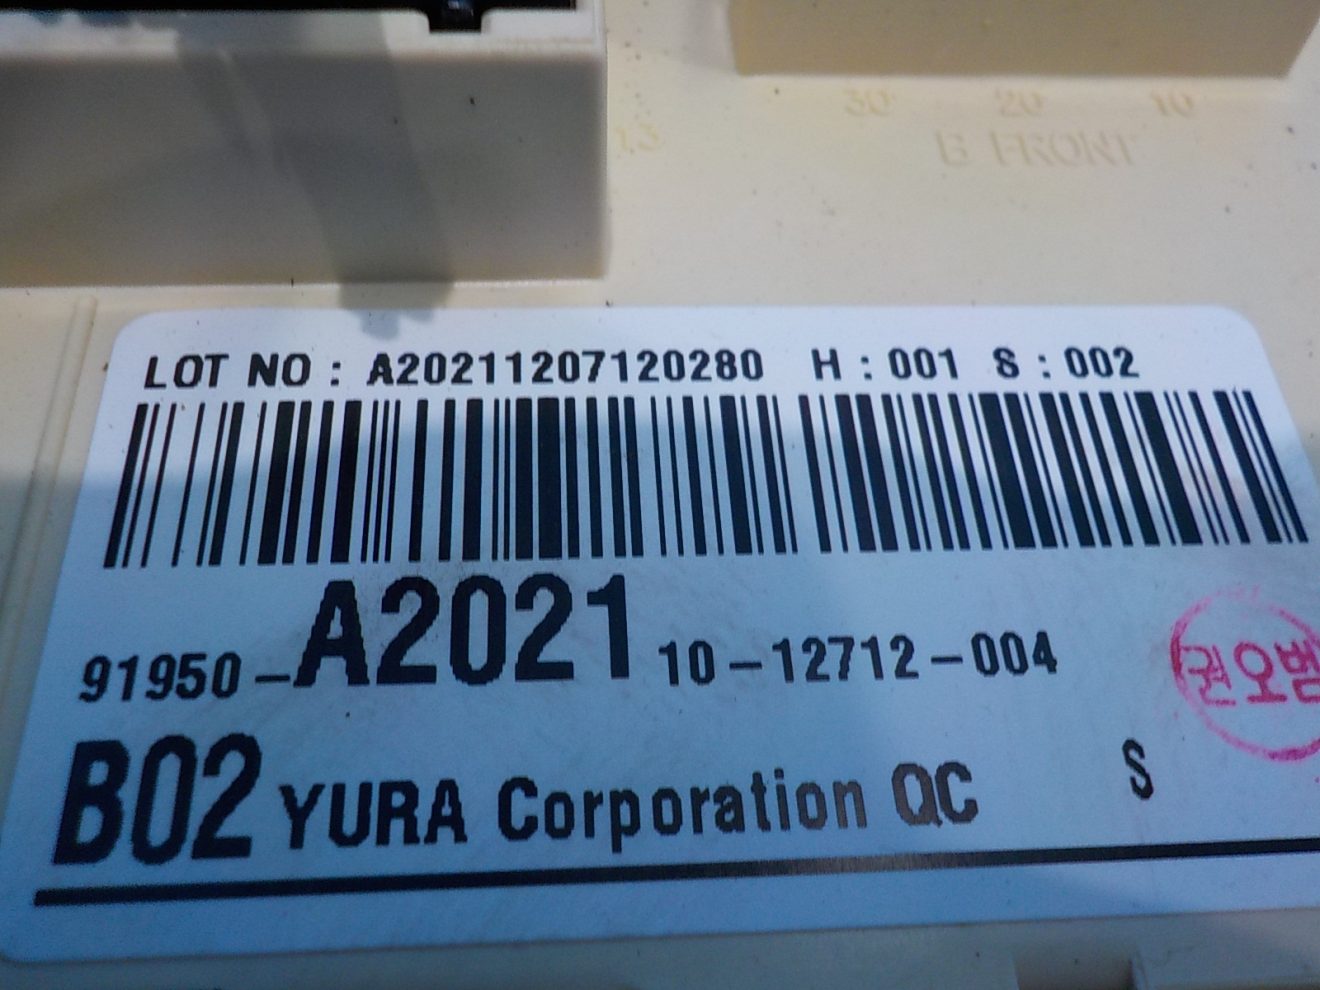 30 20 10
13
B FRONT
LOT NO : A20211207120280 H : 001 S : 002
91950-A2021 10-12712-004
권오범
B02 YURA Corporation QC S